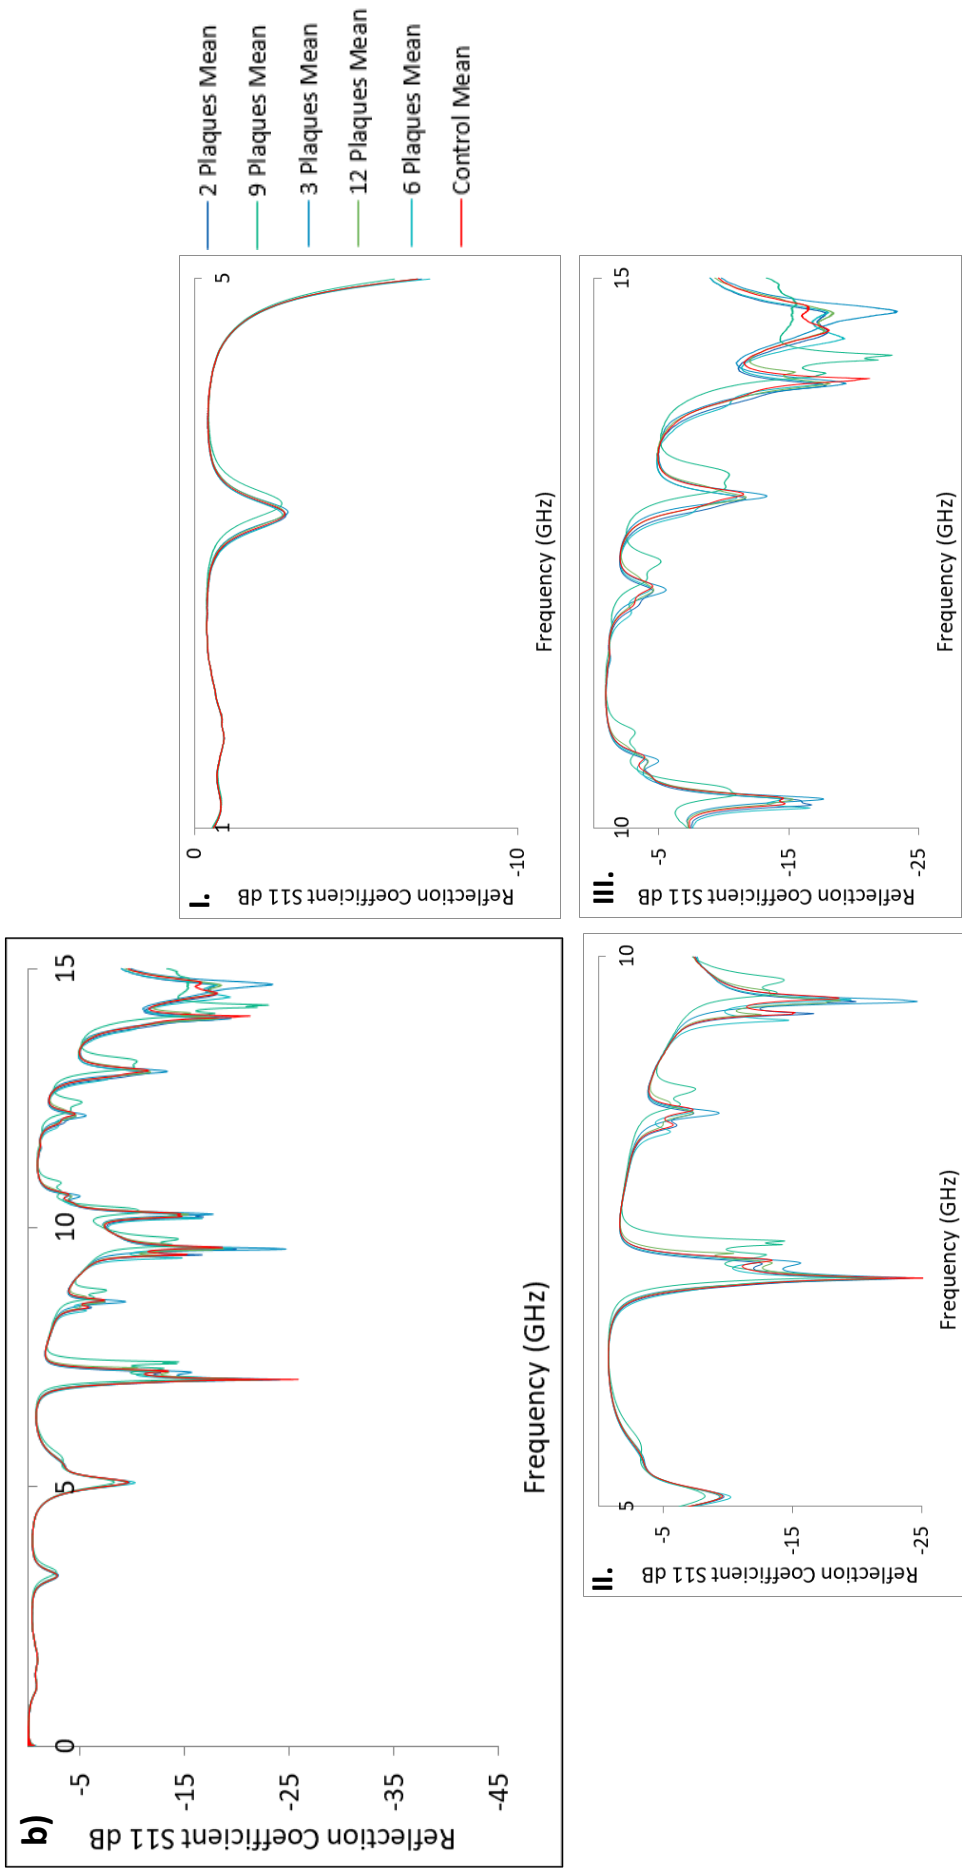 b)
-5
-15
-25
-35
-45
Reflection Coefficient S11 dB
0
5
10
15
Frequency (GHz)
I.
0
-10
Reflection Coefficient S11 dB
1
5
Frequency (GHz)
2 Plaques Mean
9 Plaques Mean
3 Plaques Mean
12 Plaques Mean
6 Plaques Mean
Control Mean
II.
-5
-15
-25
Reflection Coefficient S11 dB
5
10
Frequency (GHz)
III.
-5
-15
-25
Reflection Coefficient S11 dB
10
15
Frequency (GHz)